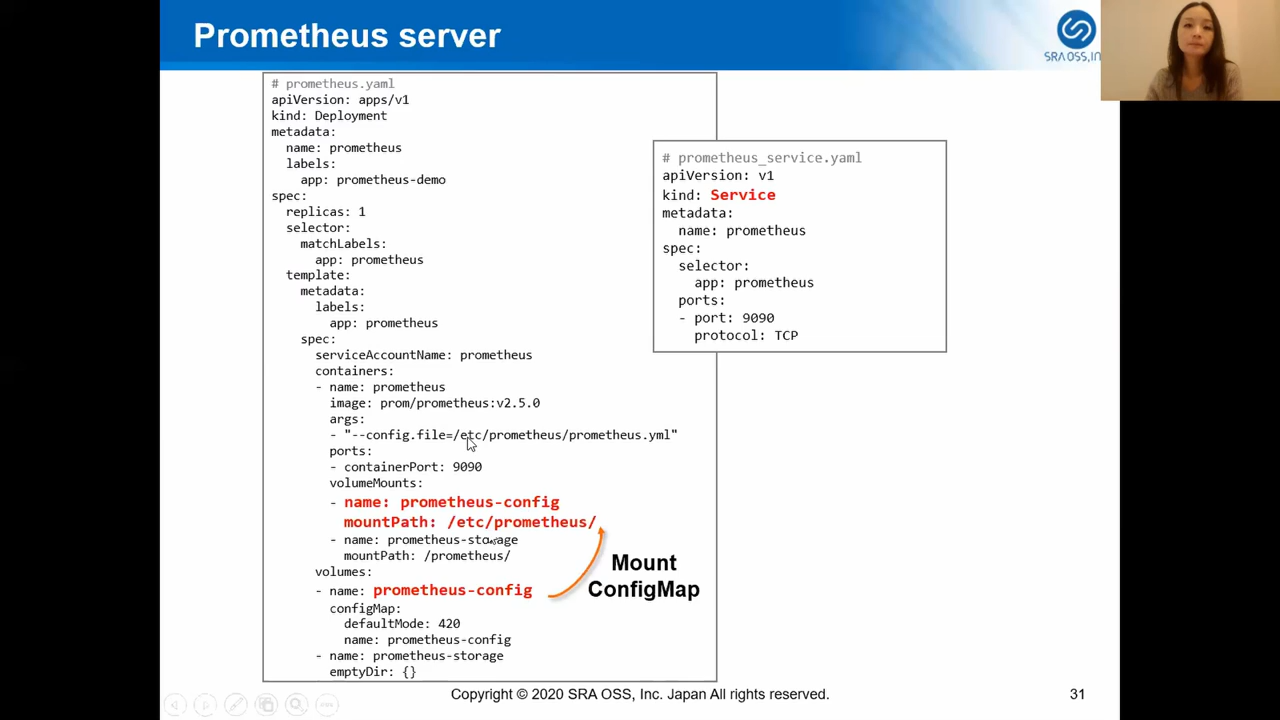 Prometheus server
SRA OSS, IN
# prometheus.yaml
apiVersion: apps/v1
kind: Deployment
metadata:
  name: prometheus
  labels:
    app: prometheus-demo
spec:
  replicas: 1
  selector:
    matchLabels:
      app: prometheus
  template:
    metadata:
      labels:
        app: prometheus
    spec:
      serviceAccountName: prometheus
      containers:
      - name: prometheus
        image: prom/prometheus:v2.5.0
        args:
        - "--config.file=/etc/prometheus/prometheus.yml"
        ports:
        - containerPort: 9090
        volumeMounts:
        - name: prometheus-config
          mountPath: /etc/prometheus/
        - name: prometheus-storage
          mountPath: /prometheus/
      volumes:
      - name: prometheus-config
        configMap:
          defaultMode: 420
          name: prometheus-config
      - name: prometheus-storage
        emptyDir: {}
Mount
ConfigMap
# prometheus_service.yaml
apiVersion: v1
kind: Service
metadata:
  name: prometheus
spec:
  selector:
    app: prometheus
  ports:
  - port: 9090
    protocol: TCP
Copyright © 2020 SRA OSS, Inc. Japan All rights reserved.
31